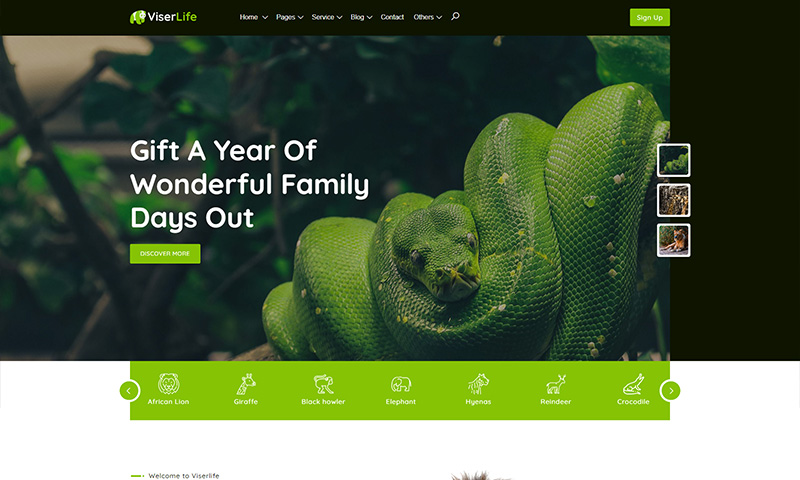 ViserLife
Home Pages Service Blog Contact Others
Sign Up
Gift A Year Of
Wonderful Family
Days Out
DISCOVER MORE
African Lion
Giraffe
Black howler
Elephant
Hyenas
Reindeer
Crocodile
Welcome to Viserlife